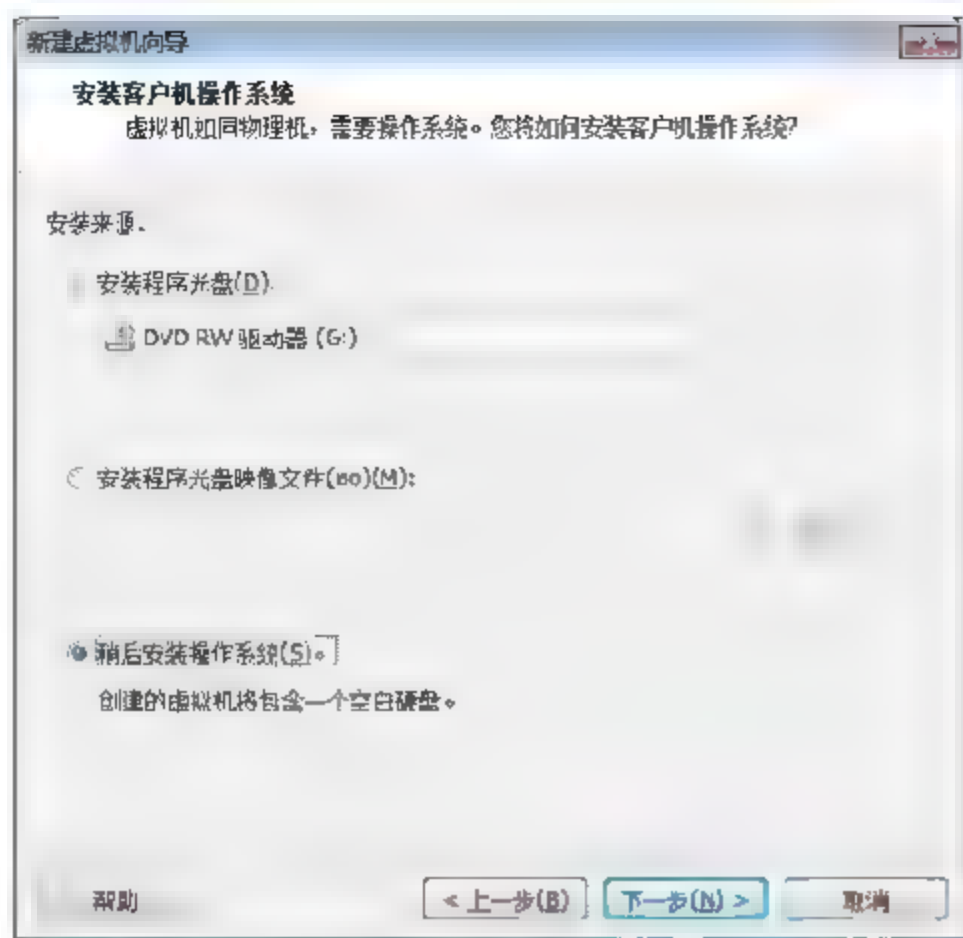 新建虚拟机向导
安装客户机操作系统
虚拟机如同物理机，需要操作系统。您将如何安装客户机操作系统?
安装来源:
安装程序光盘(D):
DVD RW 驱动器 (G:)
安装程序光盘映像文件(iso)(M):
稍后安装操作系统(S)。
创建的虚拟机将包含一个空白硬盘。
帮助
< 上一步(B)
下一步(N) >
取消